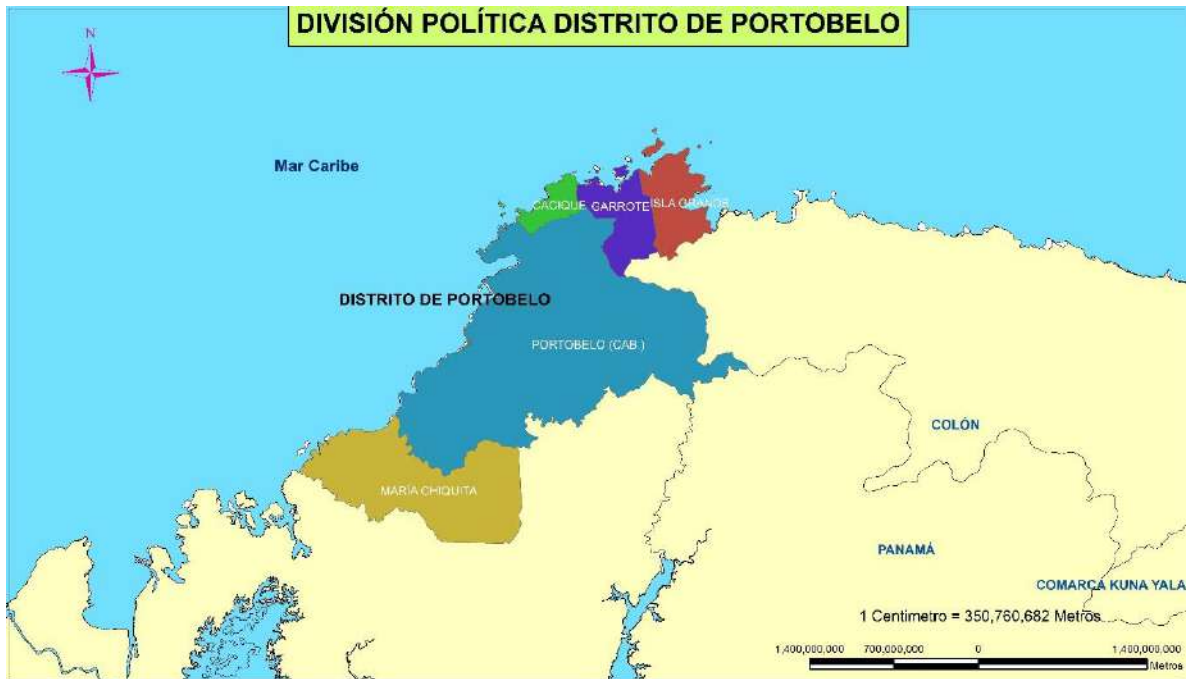 DIVISIÓN POLÍTICA DISTRITO DE PORTOBELO
N
Mar Caribe
CACIQUE
GARROTE
ISLA GRANDE
DISTRITO DE PORTOBELO
PORTOBELO (CAB.)
COLÓN
MARÍA CHIQUITA
PANAMÁ
COMARCA KUNA YALA
1 Centimetro = 350,760,682 Metros
1,400,000,000 700,000,000 0 1,400,000,000
Metros